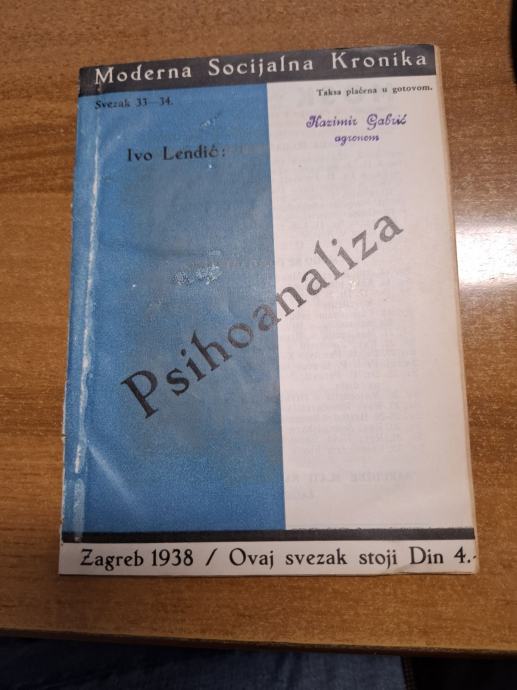 Moderna Socijalna Kronika
Svezak 33—34.
Taksa plaćena u gotovom.
Kazimir Gabrić
agronom
Ivo Lendić:
Psihoanaliza
Zagreb 1938 / Ovaj svezak stoji Din 4.-